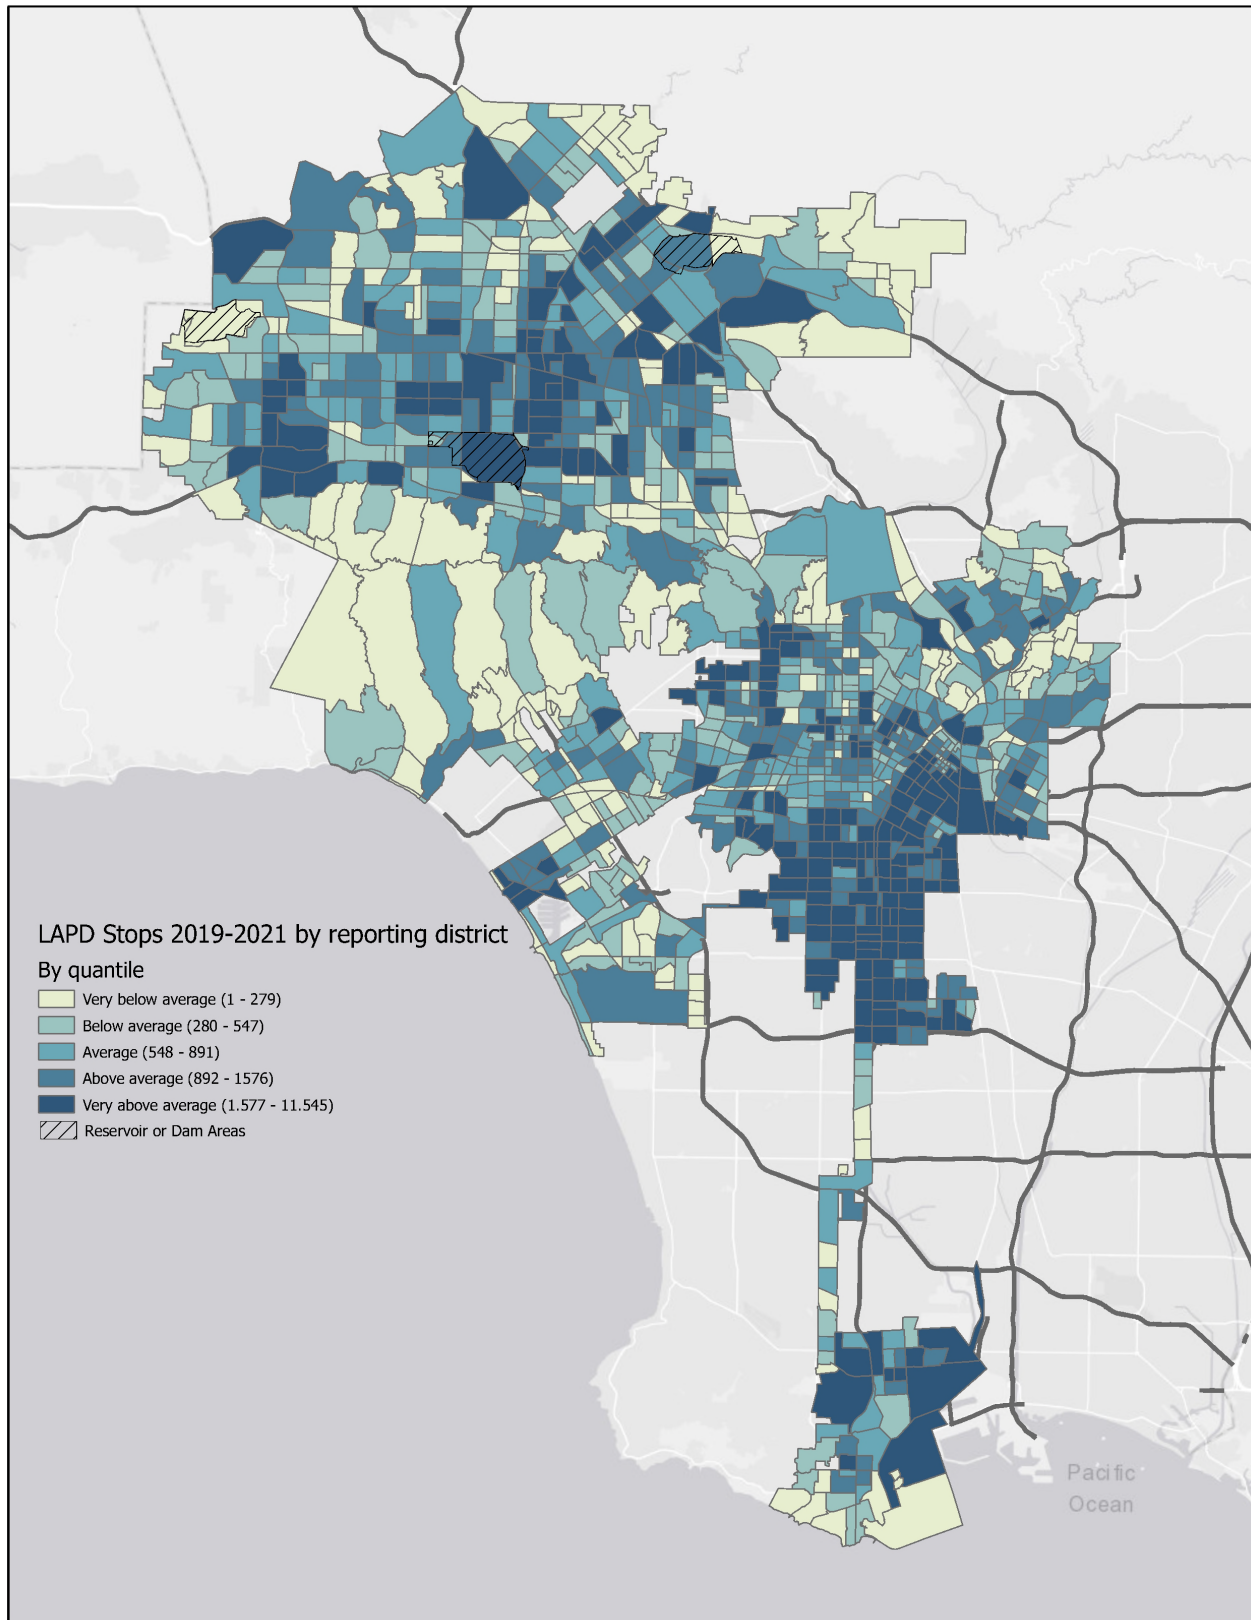 LAPD Stops 2019-2021 by reporting district
By quantile
Very below average (1 - 279)
Below average (280 - 547)
Average (548 - 891)
Above average (892 - 1576)
Very above average (1.577 - 11.545)
Reservoir or Dam Areas
Pacific
Ocean